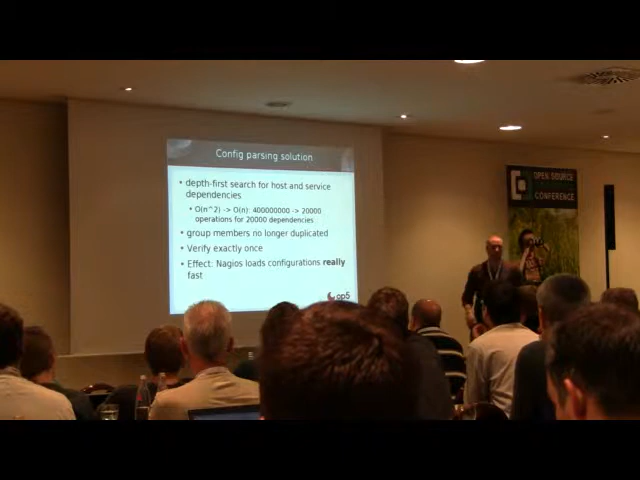 Config parsing solution
• depth-first search for host and service
dependencies
• O(n^2) -> O(n): 400000000 -> 20000
operations for 20000 dependencies
• group members no longer duplicated
• Verify exactly once
• Effect: Nagios loads configurations really
fast
op5
OPEN SOURCE
CONFERENCE